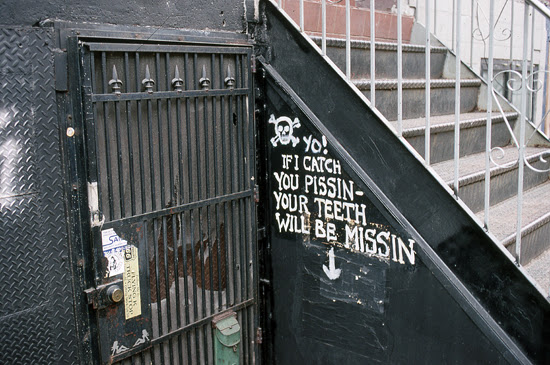 YO!
IF I CATCH
YOU PISSIN-
YOUR TEETH
WILL BE MISSIN